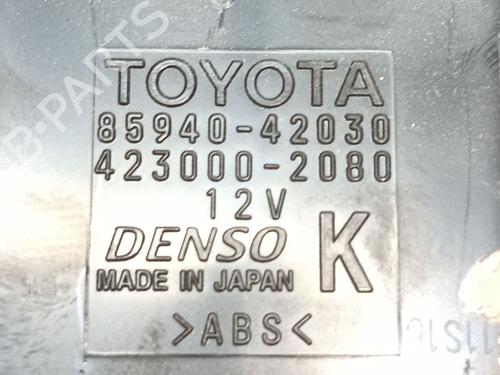 TOYOTA
85940-42030
423000-2080
12V
DENSO K
MADE IN JAPAN
>ABS<